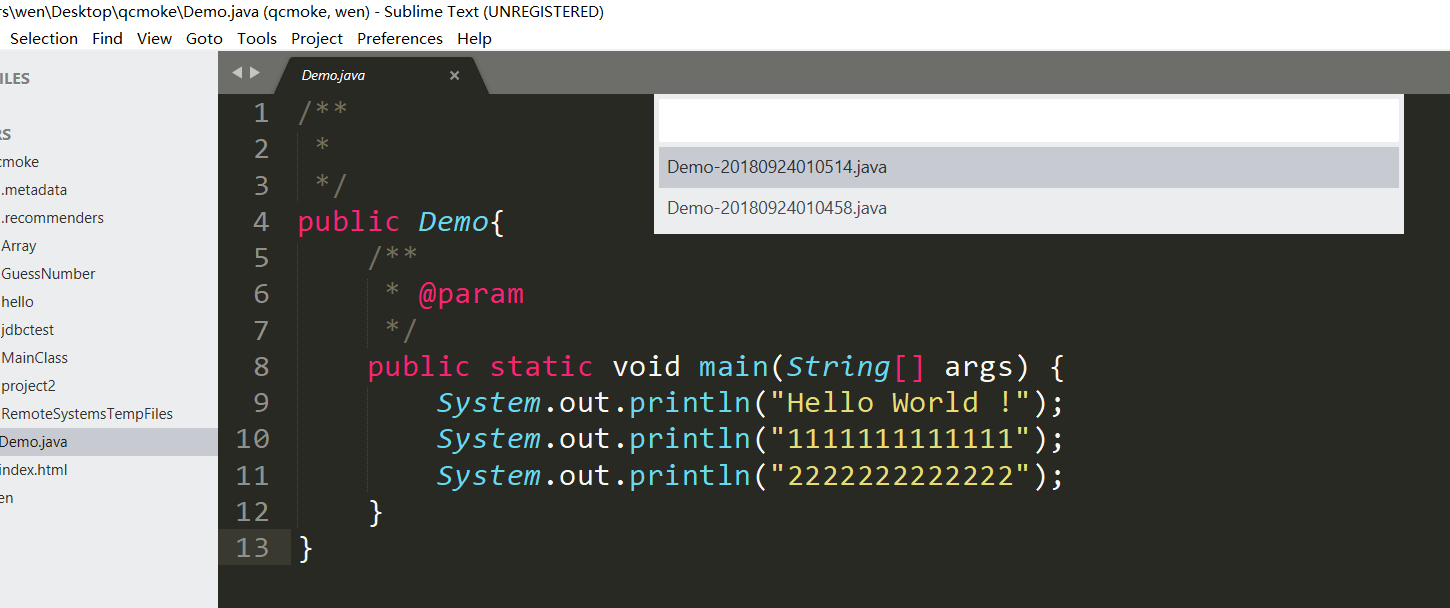 rs\wen\Desktop\qcmoke\Demo.java (qcmoke, wen) - Sublime Text (UNREGISTERED)
Selection Find View Goto Tools Project Preferences Help
ILES
RS
cmoke
.metadata
.recommenders
Array
GuessNumber
hello
jdbctest
MainClass
project2
RemoteSystemsTempFiles
Demo.java
index.html
en
Demo.java ×
1 /**
2 *
3 */
4 public Demo{
5 /**
6 * @param
7 */
8 public static void main(String[] args) {
9 System.out.println("Hello World !");
10 System.out.println("1111111111111");
11 System.out.println("2222222222222");
12 }
13 }
Demo-20180924010514.java
Demo-20180924010458.java